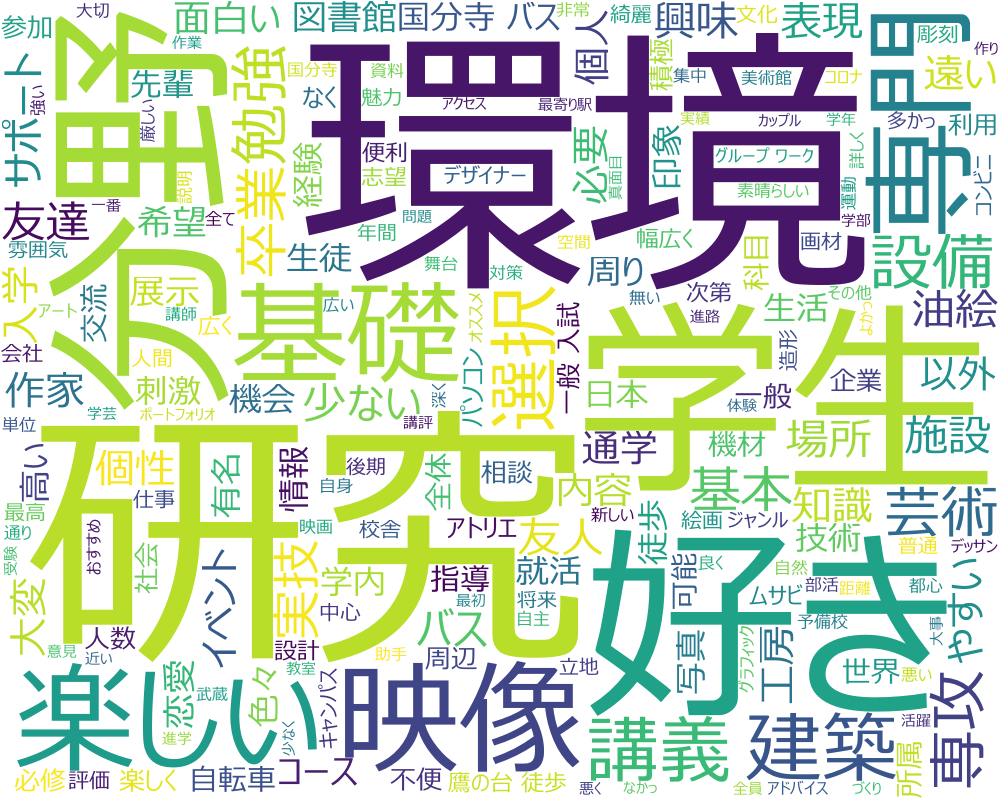 大切
参加
面白い
図書館
国分寺 バス
非常
綺麗
文化
興味
表現
彫刻
作り
作業
先輩
国分寺
資料
なく
魅力
アクセス
最寄り駅
個人
積極
集中
美術館
コロナ
専門
遠い
サポート
強い
厳しい
分野
勉強
卒業
経験
便利
志望
環境
デザイナー
実績
カップル
学年
多かっ
利用
必要
真面目
印象
グループ ワーク
詳しく
素晴らしい
運動
コンビニ
友達
一番
説明
希望
全て
問題
年間
空間
幅広く
画材
学部
雰囲気
生徒
舞台
対策
周り
科目
設備
入学
アート
交流
展示
講師
広く
基礎
広い
オススメ
選択
入試
一般
無い
次第
進路
生活
その他
よかっ
造形
油絵
会社
人間
作家
刺激
機会
少ない
パソコン
日本
体験
一般
企業
以外
単位
学芸
ポートフォリオ
講評
深く
学生
高い
個性
仕事
有名
情報
後期
自身
全体
相談
通学
機材
場所
施設
最高
通り
受験
おすすめ
社会
研究
映画
校舎
アトリエ
内容
新しい
絵画
ジャンル
基本
知識
技術
芸術
普通
デッサン
大変
人数
イベント
実技
学内
中心
指導
最初
友人
就活
将来
自主
徒歩
可能
良く
ムサビ
自然
部活
距離
都心
やすい
意見
近い
設計
教室
助手
バス
周辺
立地
好き
写真
グラフィック
工房
予備校
世界
大事
悪い
楽しい
恋愛
進学
武蔵
色々
少なく
キャンパス
映像
講義
建築
活躍
所属
専攻
必修
評価
楽しく
自転車
コース
不便
鷹の台 徒歩
悪く
なかっ
全員
アドバイス
づくり